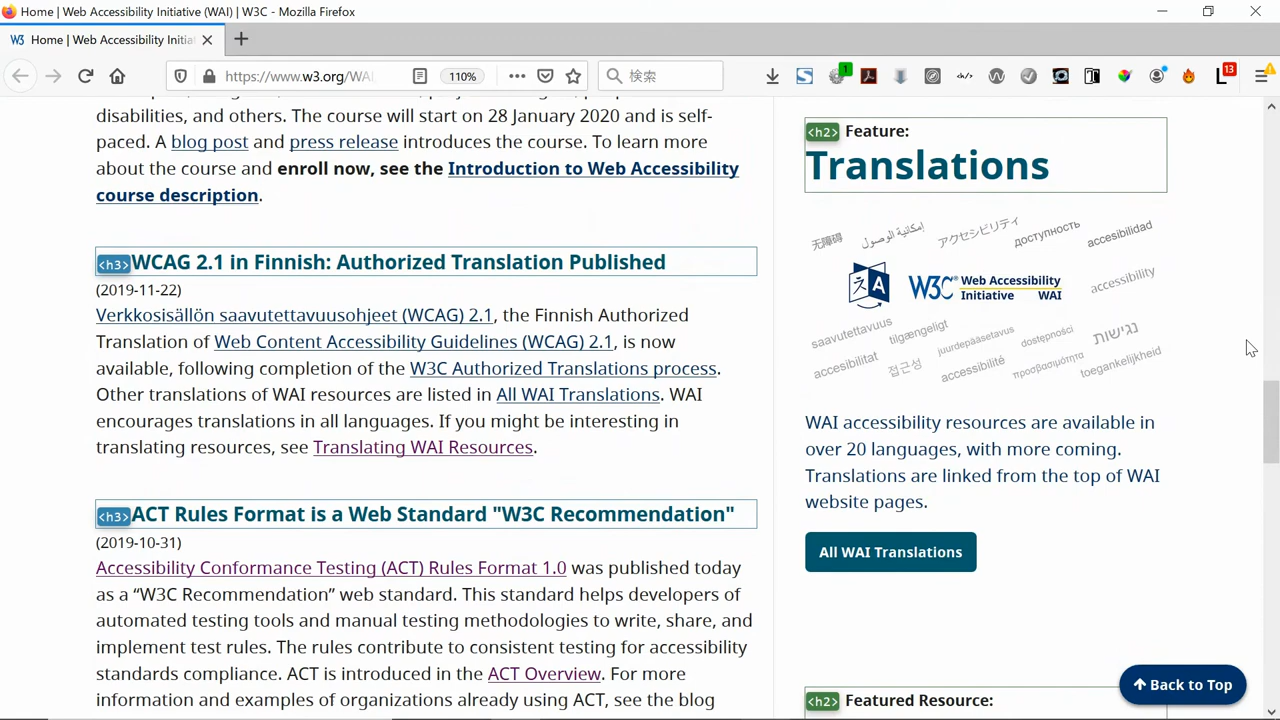 Home | Web Accessibility Initiative (WAI) | W3C - Mozilla Firefox
W3 Home | Web Accessibility Initia
https://www.w3.org/WAI
110%
検索
1
13
disabilities, and others. The course will start on 28 January 2020 and is self-
paced. A blog post and press release introduces the course. To learn more
about the course and enroll now, see the Introduction to Web Accessibility
course description.
<h3>WCAG 2.1 in Finnish: Authorized Translation Published
(2019-11-22)
Verkkosisällön saavutettavuusohjeet (WCAG) 2.1, the Finnish Authorized
Translation of Web Content Accessibility Guidelines (WCAG) 2.1, is now
available, following completion of the W3C Authorized Translations process.
Other translations of WAI resources are listed in All WAI Translations. WAI
encourages translations in all languages. If you might be interesting in
translating resources, see Translating WAI Resources.
<h3>ACT Rules Format is a Web Standard "W3C Recommendation"
(2019-10-31)
Accessibility Conformance Testing (ACT) Rules Format 1.0 was published today
as a “W3C Recommendation” web standard. This standard helps developers of
automated testing tools and manual testing methodologies to write, share, and
implement test rules. The rules contribute to consistent testing for accessibility
standards compliance. ACT is introduced in the ACT Overview. For more
information and examples of organizations already using ACT, see the blog
<h2> Feature:
Translations
无障碍 إمكانية الوصول アクセシビリティ доступность accesibilidad
A W3C® Web Accessibility
Initiative WAI
accessibility
saavutettavuus tilgængeligt juurdepääsetavus dostępności נגישות
accesibilitat 접근성 accessibilité προσβασιμότητα toegankelijkheid
WAI accessibility resources are available in
over 20 languages, with more coming.
Translations are linked from the top of WAI
website pages.
All WAI Translations
<h2> Featured Resource:
Back to Top